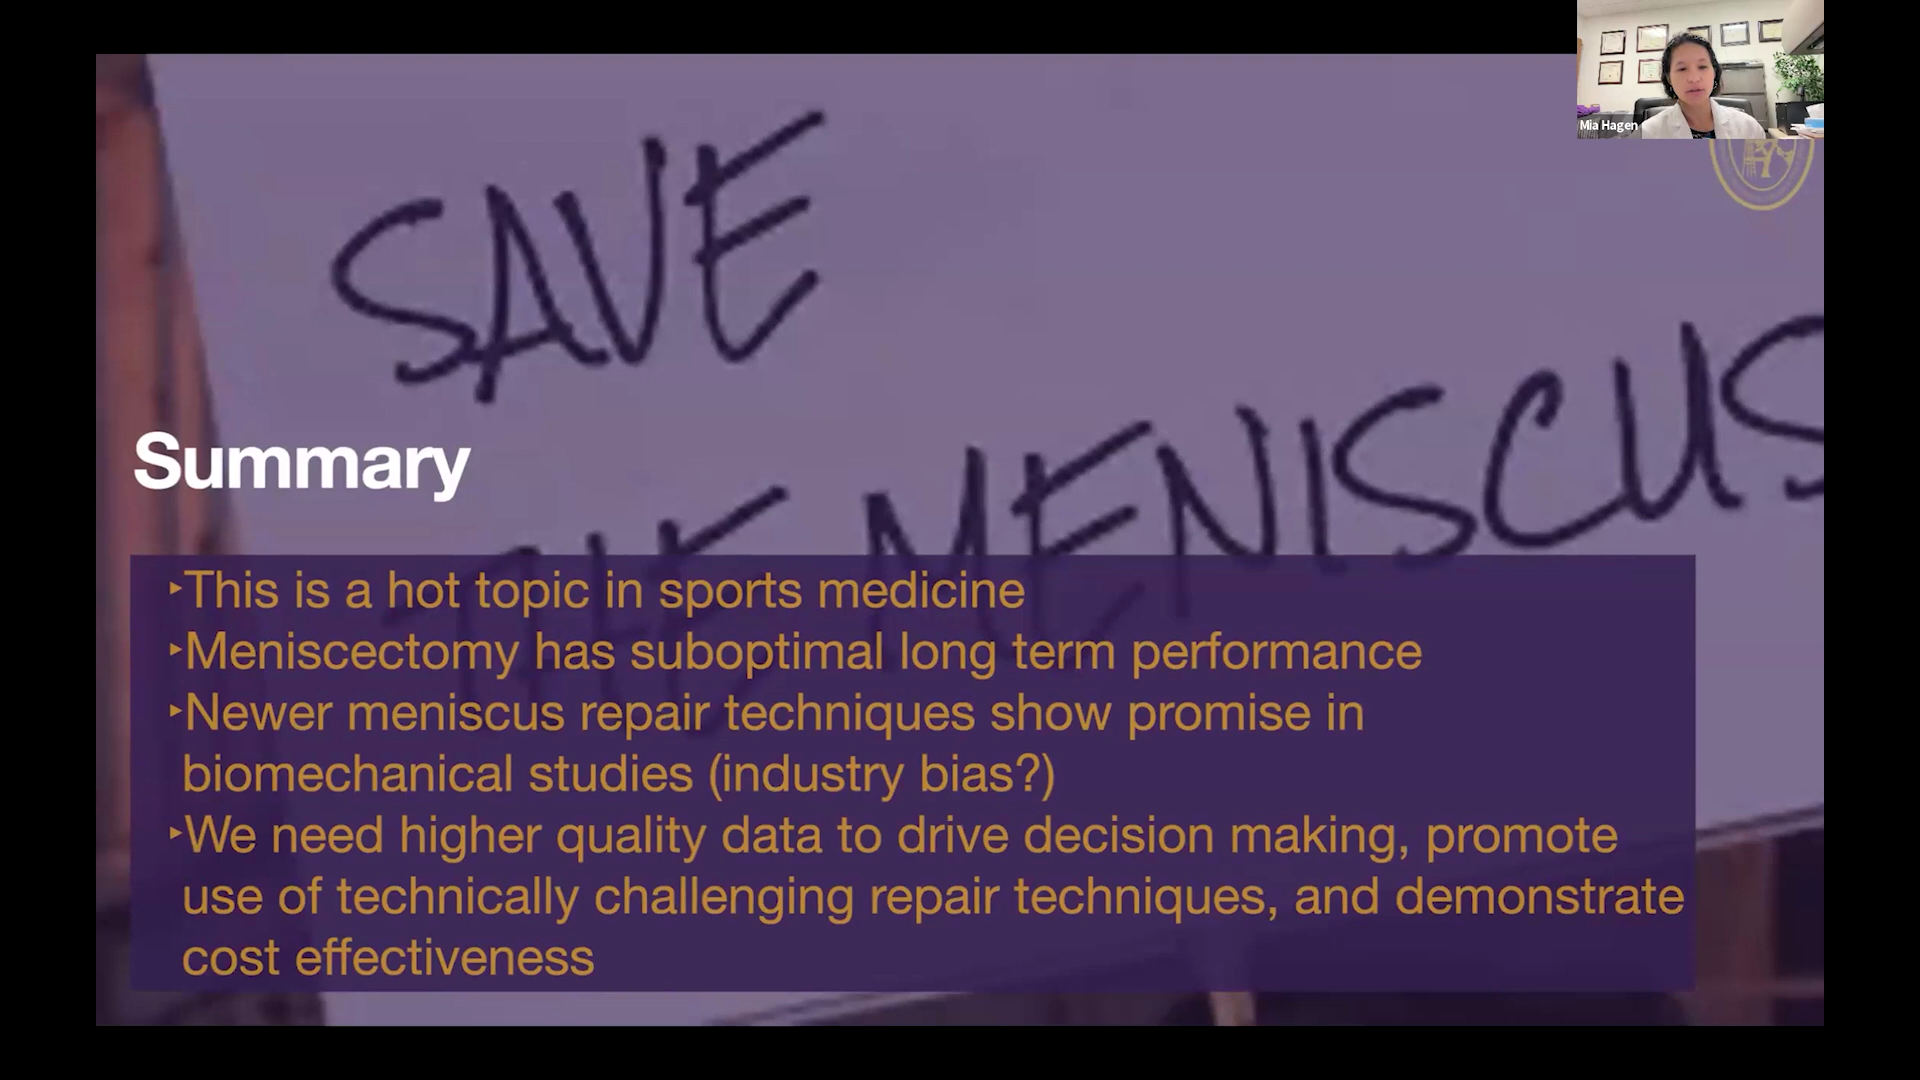 Mia Hagen
SAVE
THE MENISCUS
Summary
‣This is a hot topic in sports medicine
‣Meniscectomy has suboptimal long term performance
‣Newer meniscus repair techniques show promise in
biomechanical studies (industry bias?)
‣We need higher quality data to drive decision making, promote
use of technically challenging repair techniques, and demonstrate
cost effectiveness